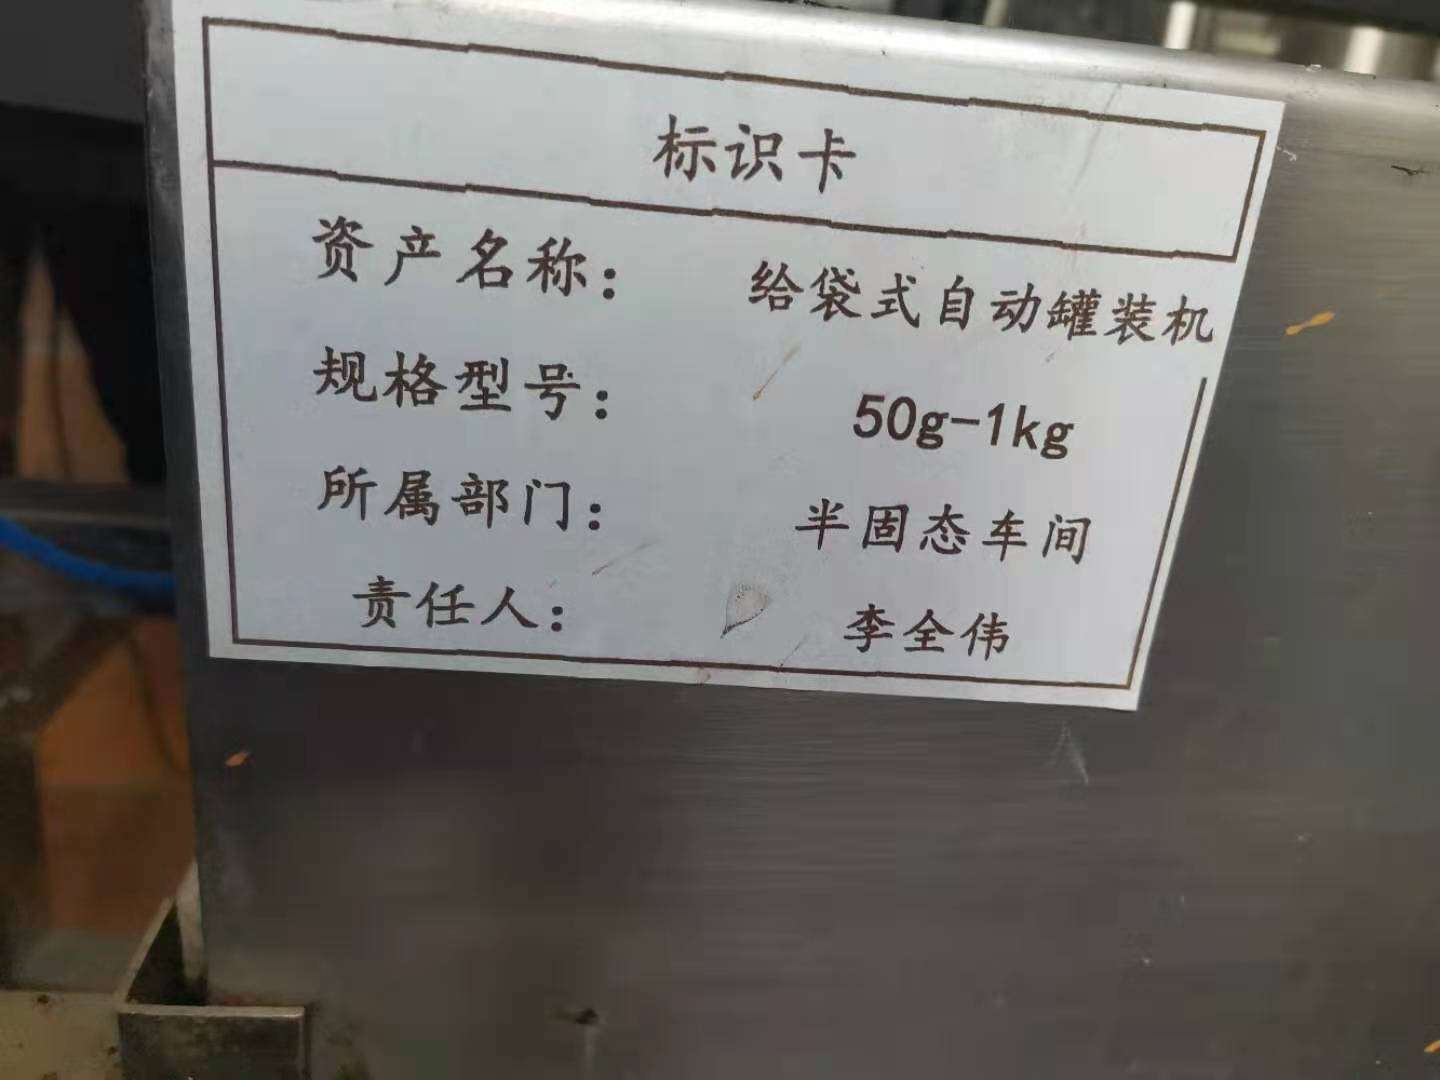 标识卡
资产名称： 给袋式自动罐装机
规格型号： 50g-1kg
所属部门： 半固态车间
责任人： 李全伟